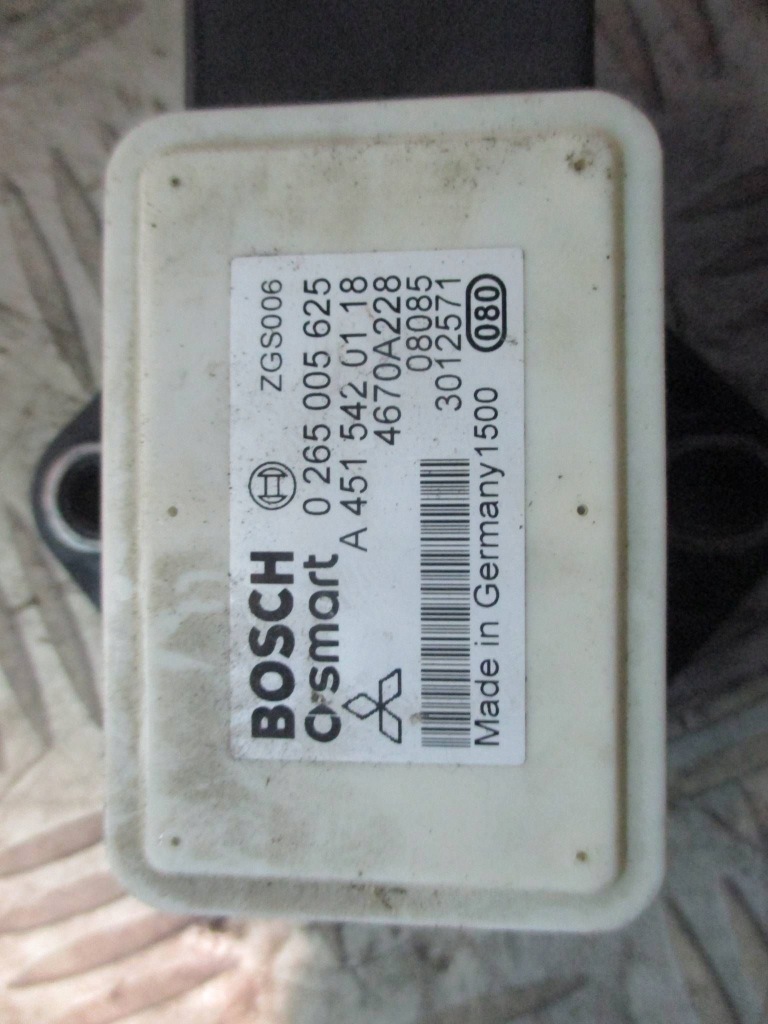 BOSCH ZGS006
smart 0 265 005 625
A 451 542 01 18
4670A228
08085
3012571
Made in Germany1500 080